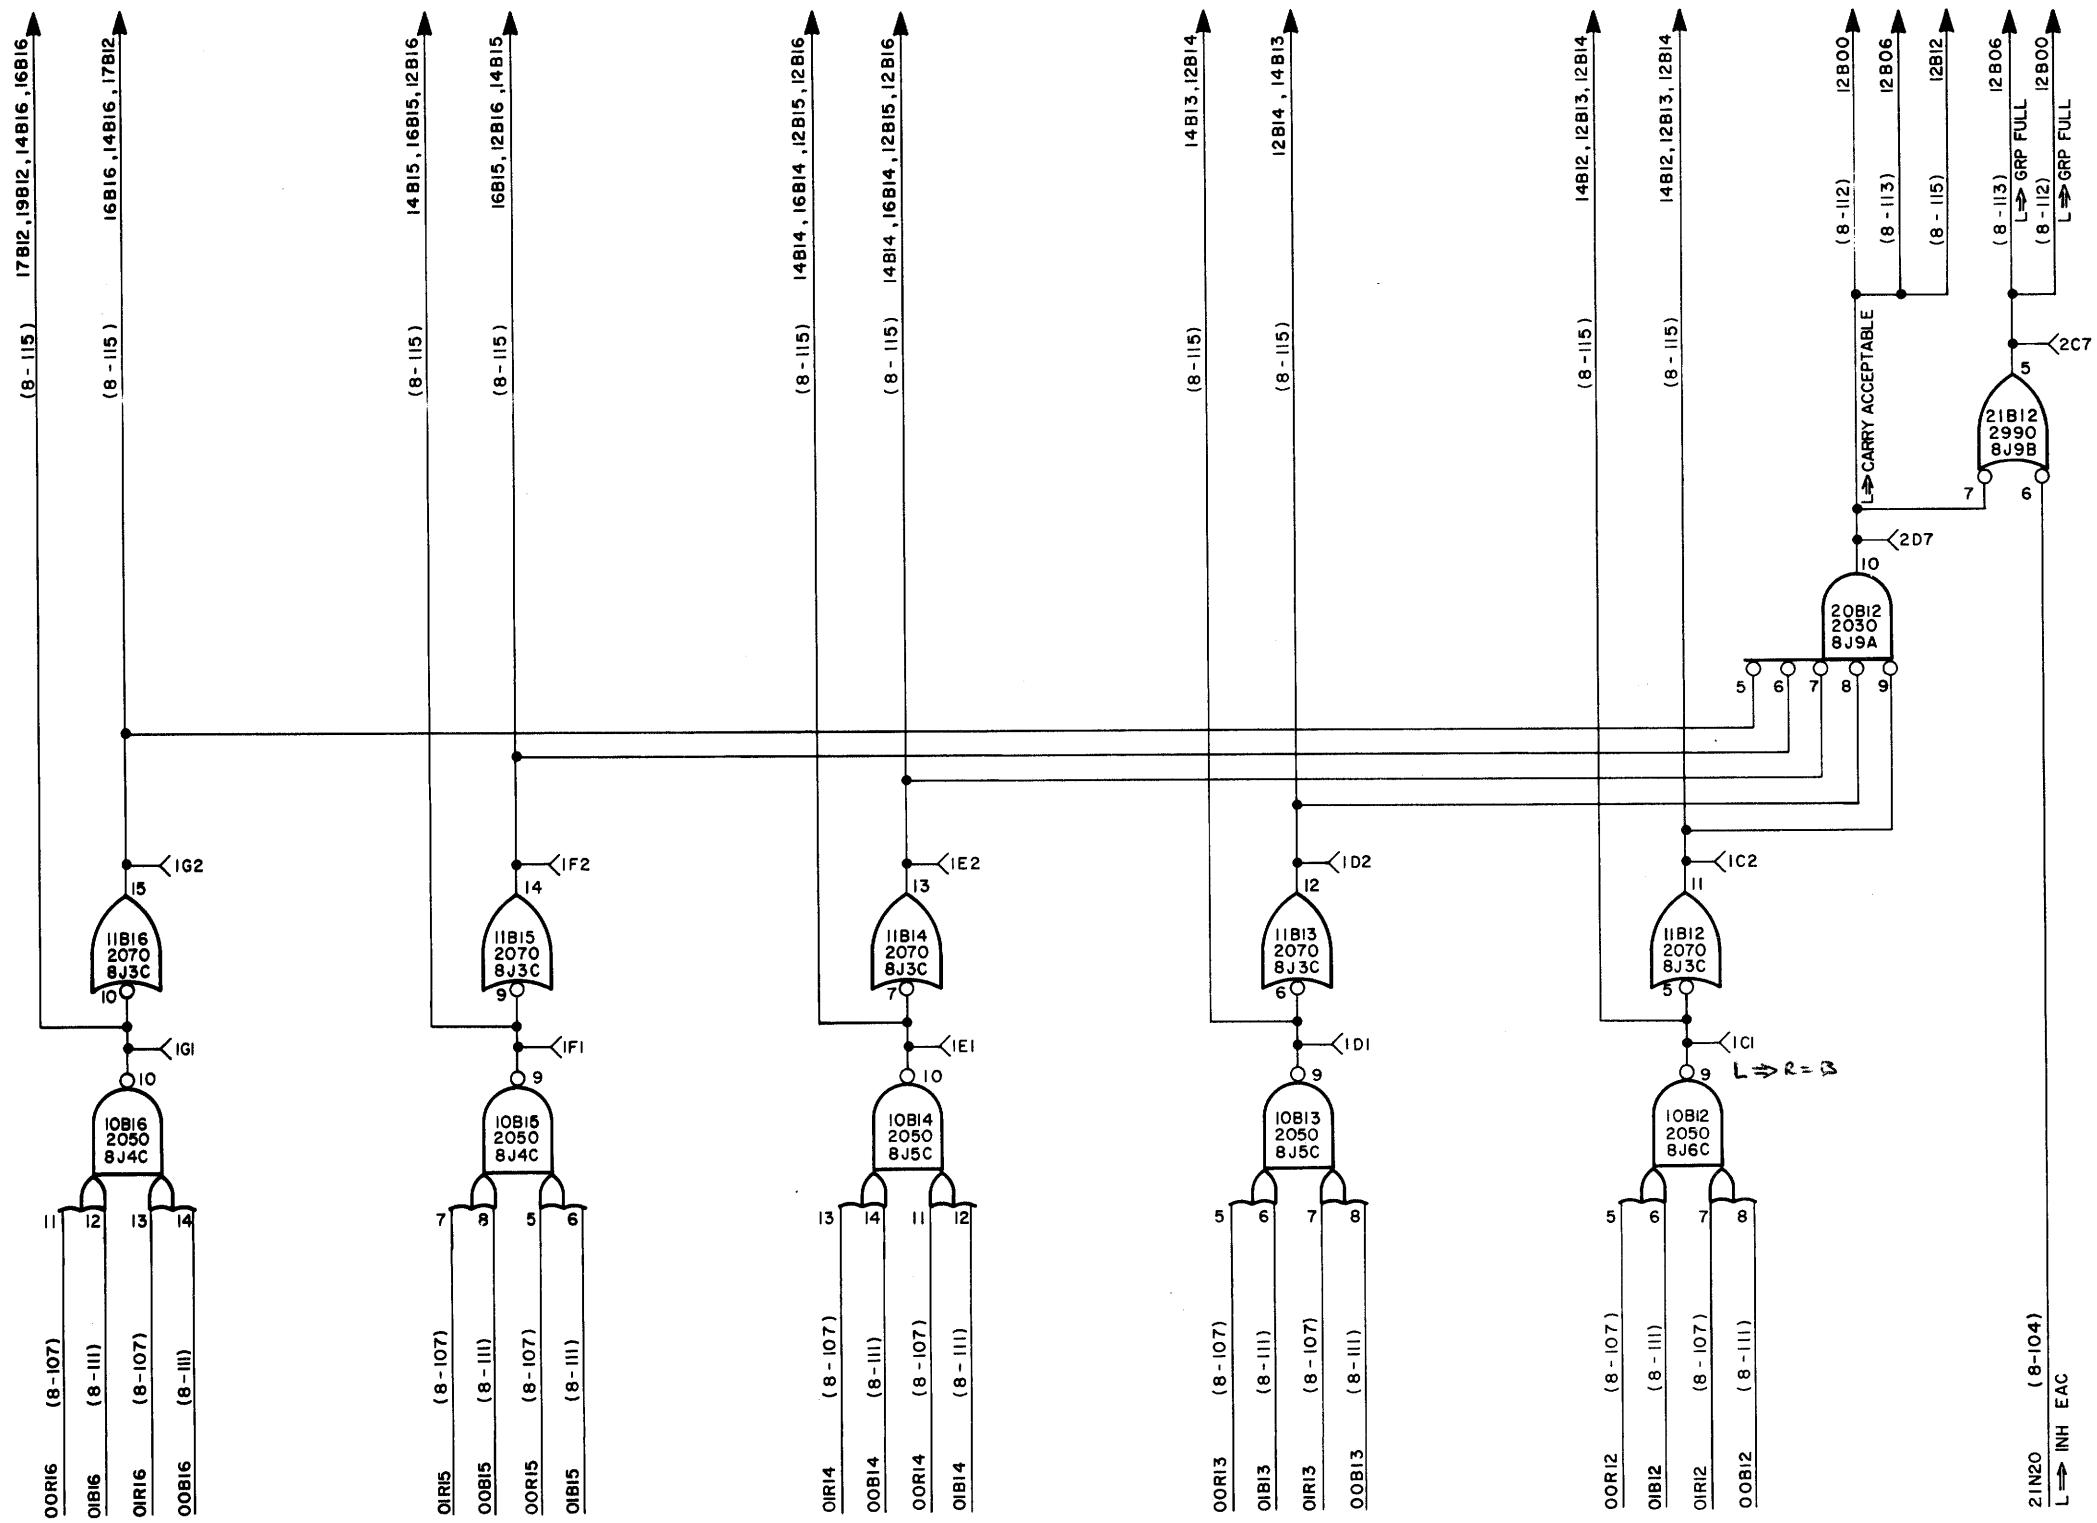 17B12,19B12,14B16,16B16
(8-115)
16B16,14B16,17B12
(8-115)
14B15,16B15,12B16
(8-115)
16B15,12B16,14B15
(8-115)
14B14,16B14,12B15,12B16
(8-115)
14B14,16B14,12B15,12B16
(8-115)
14B13,12B14
(8-115)
12B14,14B13
(8-115)
14B12,12B13,12B14
(8-115)
14B12,12B13,12B14
(8-115)
12B00
(8-112)
12B06
(8-113)
12B12
(8-115)
12B06
(8-113)
L⇒GRP FULL
12B00
(8-112)
L⇒GRP FULL
L⇒CARRY ACCEPTABLE
2C7
5
21B12
2990
8J9B
7 6
2D7
10
20B12
2030
8J9A
5 6 7 8 9
1G2
15
11B16
2070
8J3C
10
1G1
10
10B16
2050
8J4C
11 12 13 14
1F2
14
11B15
2070
8J3C
9
1F1
9
10B15
2050
8J4C
7 8 5 6
1E2
13
11B14
2070
8J3C
7
1E1
10
10B14
2050
8J5C
13 14 11 12
1D2
12
11B13
2070
8J3C
6
1D1
9
10B13
2050
8J5C
5 6 7 8
1C2
11
11B12
2070
8J3C
5
1C1
9 L⇒R=B
10B12
2050
8J6C
5 6 7 8
00R16 (8-107)
01B16 (8-111)
01R16 (8-107)
00B16 (8-111)
01R15 (8-107)
00B15 (8-111)
00R15 (8-107)
01B15 (8-111)
01R14 (8-107)
00B14 (8-111)
00R14 (8-107)
01B14 (8-111)
00R13 (8-107)
01B13 (8-111)
01R13 (8-107)
00B13 (8-111)
00R12 (8-107)
01B12 (8-111)
01R12 (8-107)
00B12 (8-111)
21N20 (8-104)
L⇒INH EAC